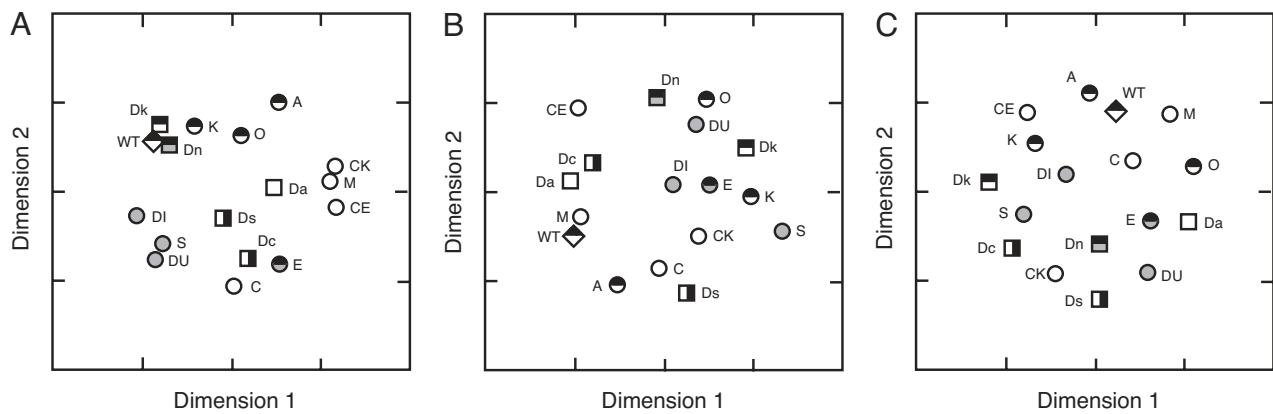 A
Dimension 2
A
Dk
K
O
WT
Dn
CK
M
Da
CE
DI
Ds
S
Dc
DU
E
C
Dimension 1
B
Dimension 2
Dn
O
CE
DU
Dk
Dc
DI
Da
E
K
M
WT
CK
S
C
A
Ds
Dimension 1
C
Dimension 2
A
WT
CE
M
K
C
O
DI
Dk
S
E
Da
Dc
Dn
CK
DU
Ds
Dimension 1